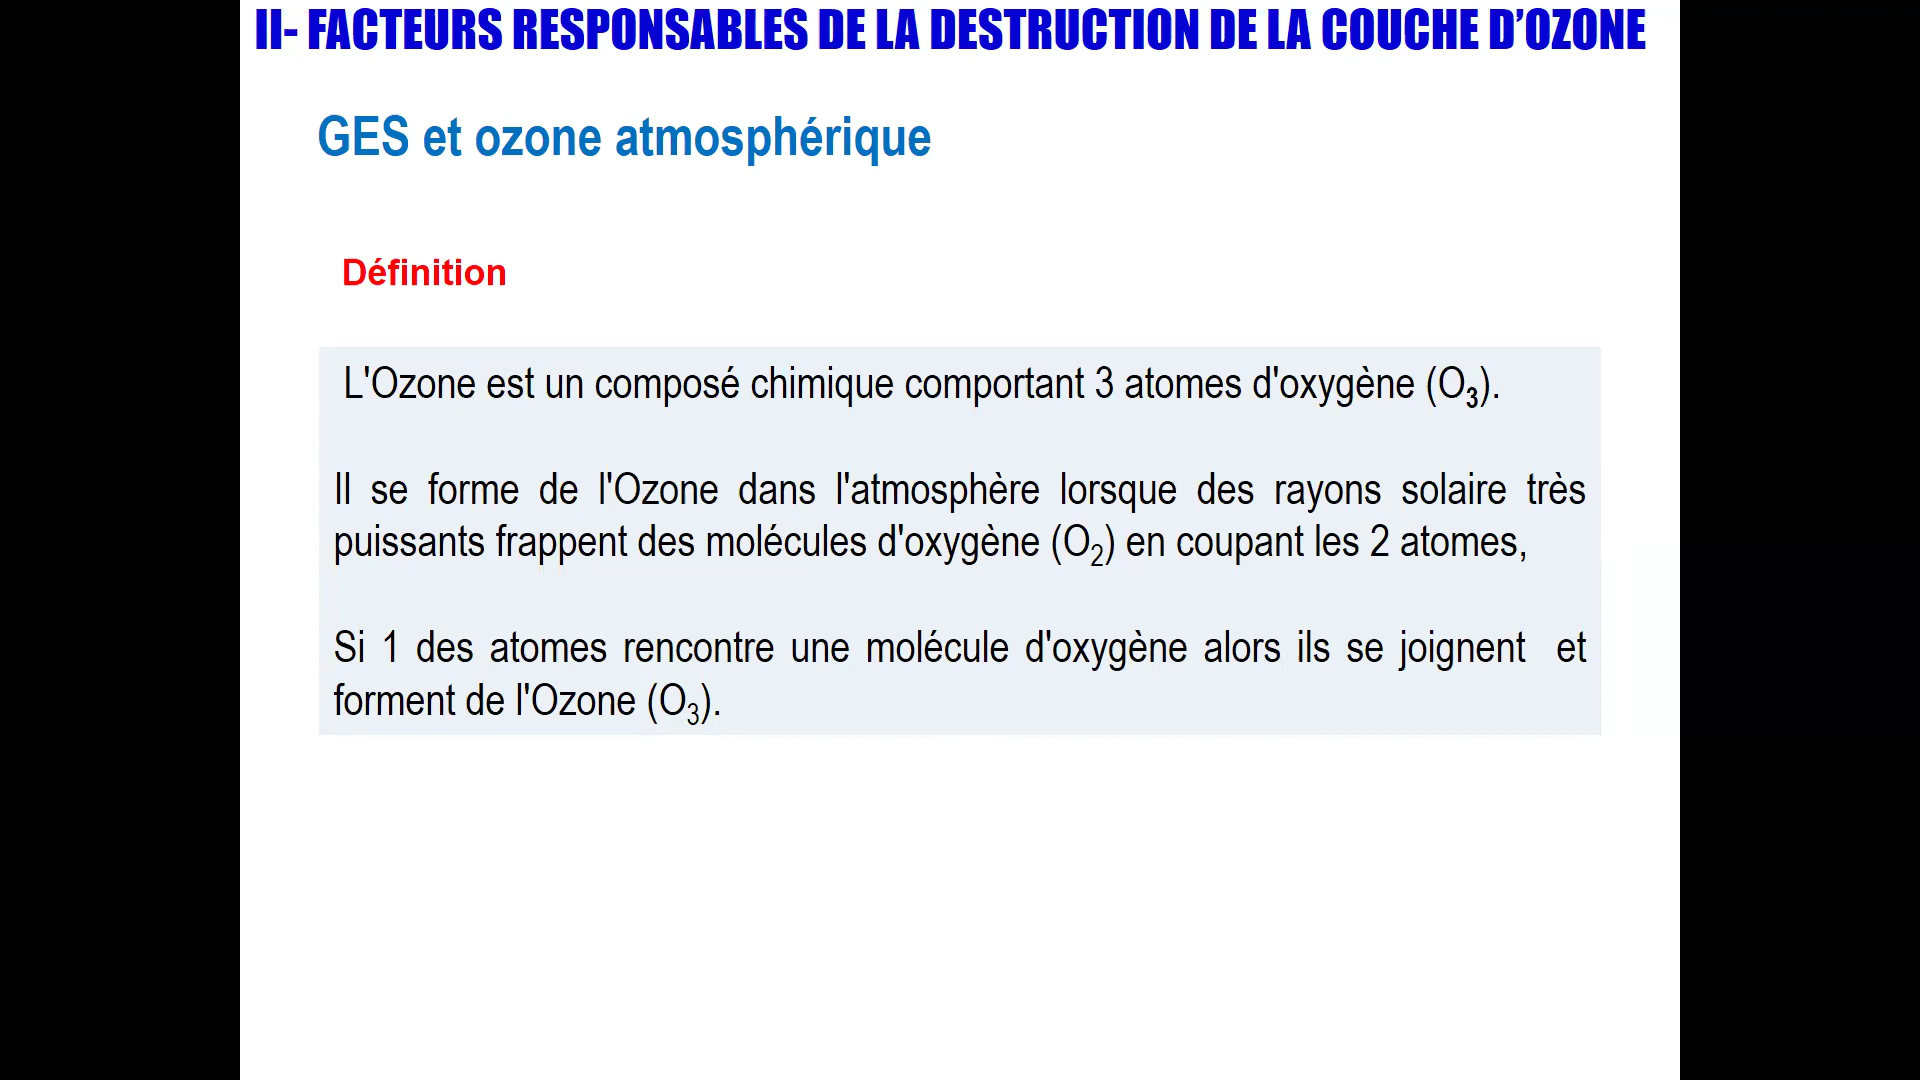 II- FACTEURS RESPONSABLES DE LA DESTRUCTION DE LA COUCHE D’OZONE
GES et ozone atmosphérique
Définition
L'Ozone est un composé chimique comportant 3 atomes d'oxygène (O₃).
Il se forme de l'Ozone dans l'atmosphère lorsque des rayons solaire très
puissants frappent des molécules d'oxygène (O₂) en coupant les 2 atomes,
Si 1 des atomes rencontre une molécule d'oxygène alors ils se joignent et
forment de l'Ozone (O₃).